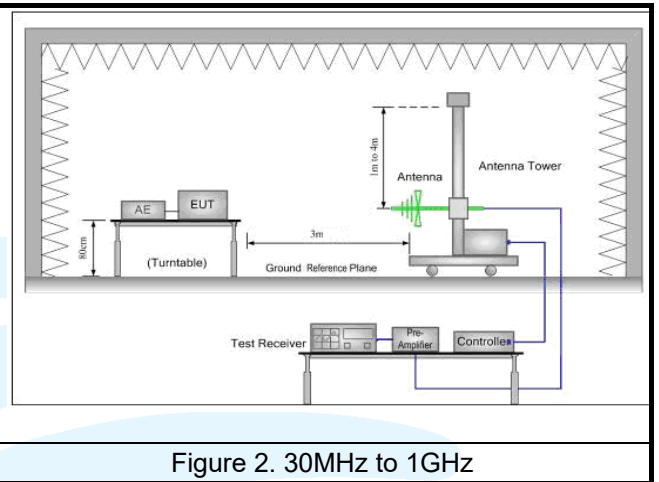 1m to 4m
Antenna
Antenna Tower
AE
EUT
80cm
(Turntable)
3m
Ground Reference Plane
Test Receiver
Pre-
Amplifier
Controller
Figure 2. 30MHz to 1GHz